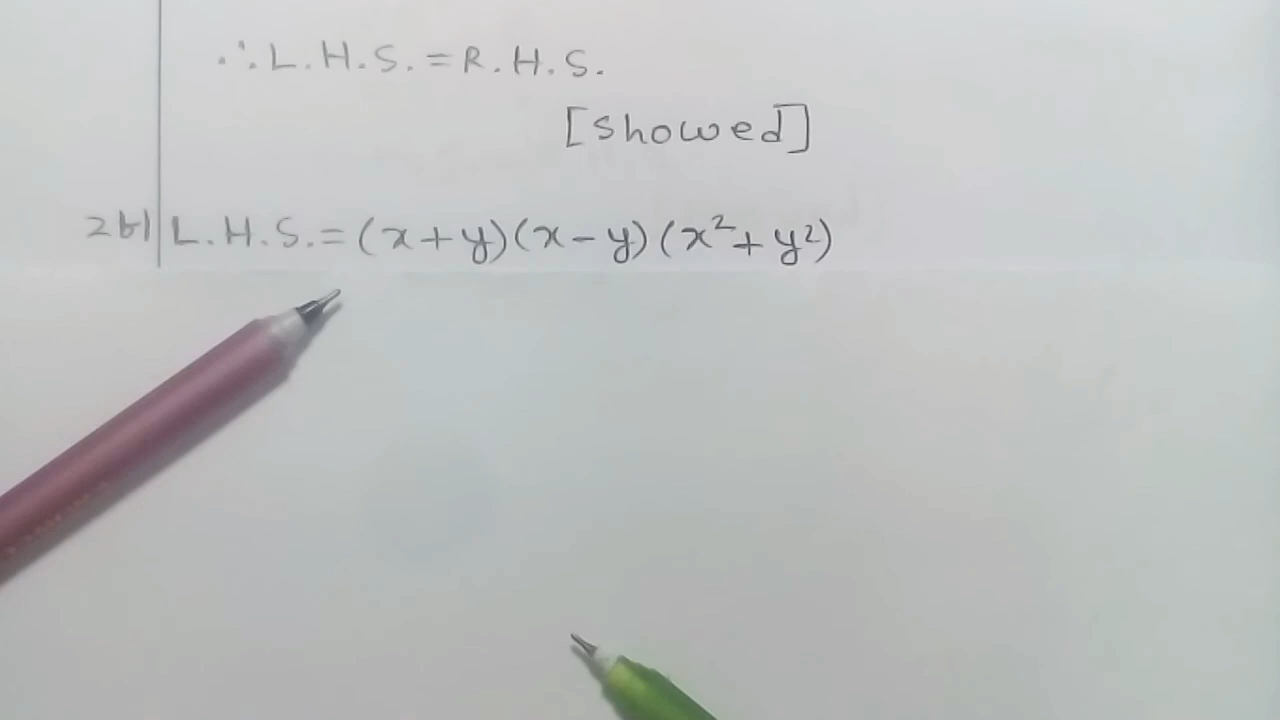 ∴ L.H.S. = R.H.S.
[showed]
2b) L.H.S. = (x+y)(x-y)(x²+y²)